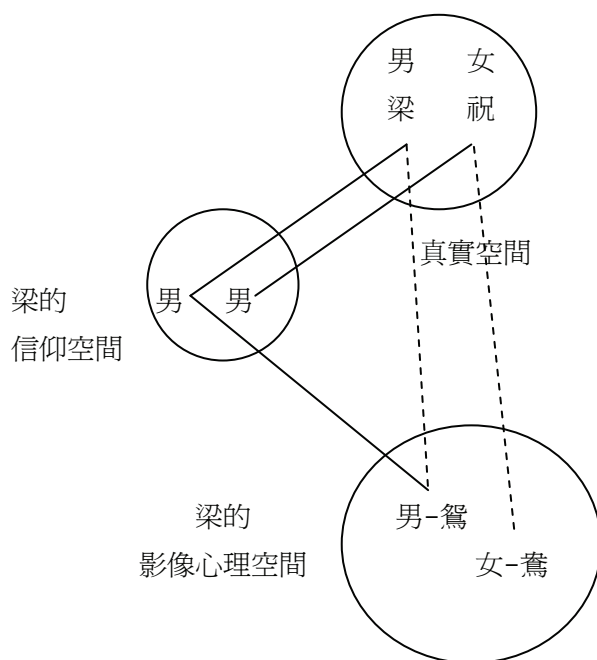 男 女
梁 祝
真實空間
梁的
信仰空間
男 男
梁的
影像心理空間
男-鴛
女-鴦